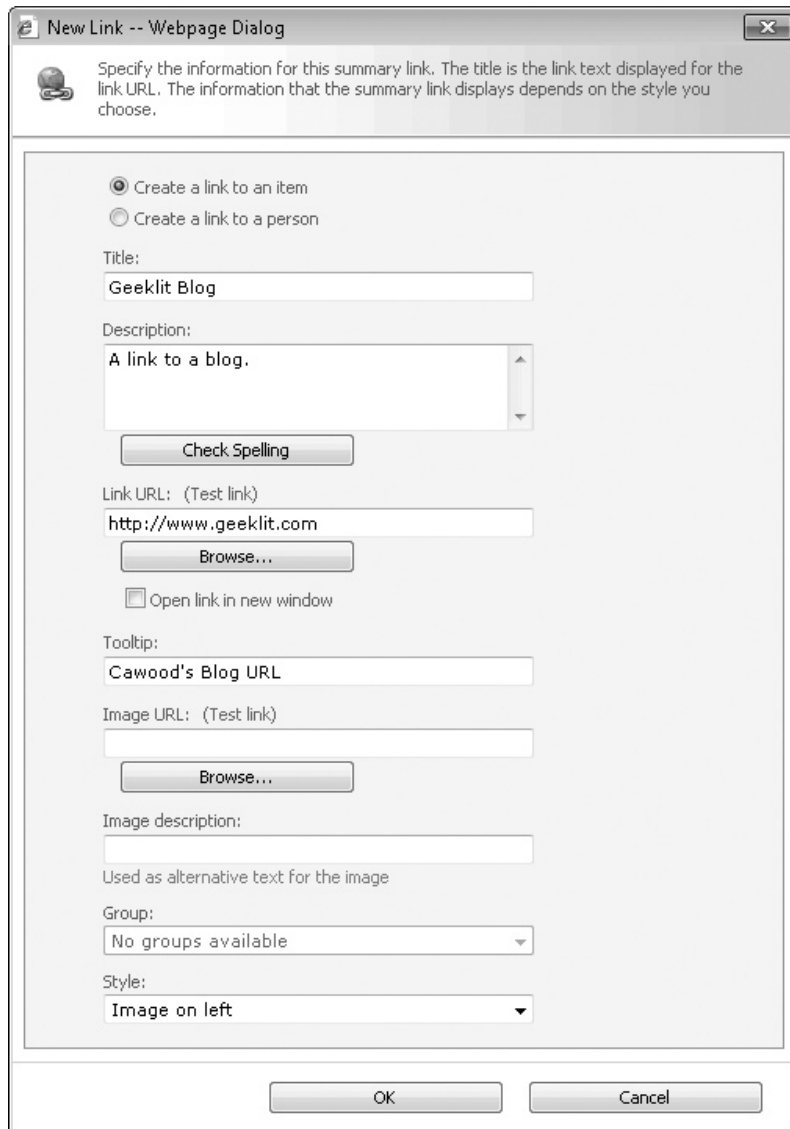 New Link -- Webpage Dialog
Specify the information for this summary link. The title is the link text displayed for the
link URL. The information that the summary link displays depends on the style you
choose.
Create a link to an item
Create a link to a person
Title:
Geeklit Blog
Description:
A link to a blog.
Check Spelling
Link URL: (Test link)
http://www.geeklit.com
Browse...
Open link in new window
Tooltip:
Cawood's Blog URL
Image URL: (Test link)
Browse...
Image description:
Used as alternative text for the image
Group:
No groups available
Style:
Image on left
OK Cancel